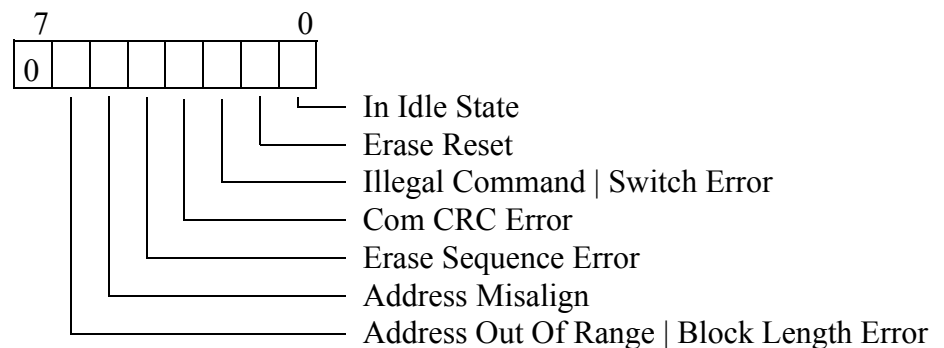 7 0
0
In Idle State
Erase Reset
Illegal Command | Switch Error
Com CRC Error
Erase Sequence Error
Address Misalign
Address Out Of Range | Block Length Error